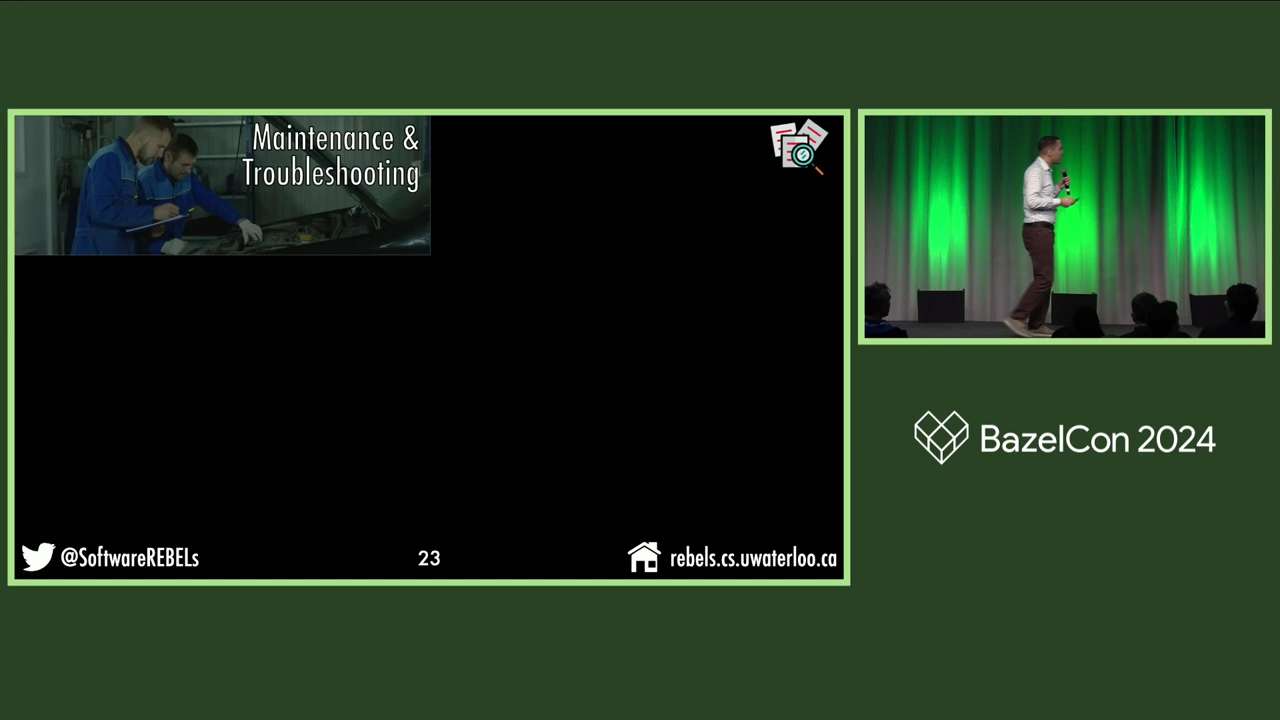 Maintenance &
Troubleshooting
@SoftwareREBELs
23
rebels.cs.uwaterloo.ca
BazelCon 2024